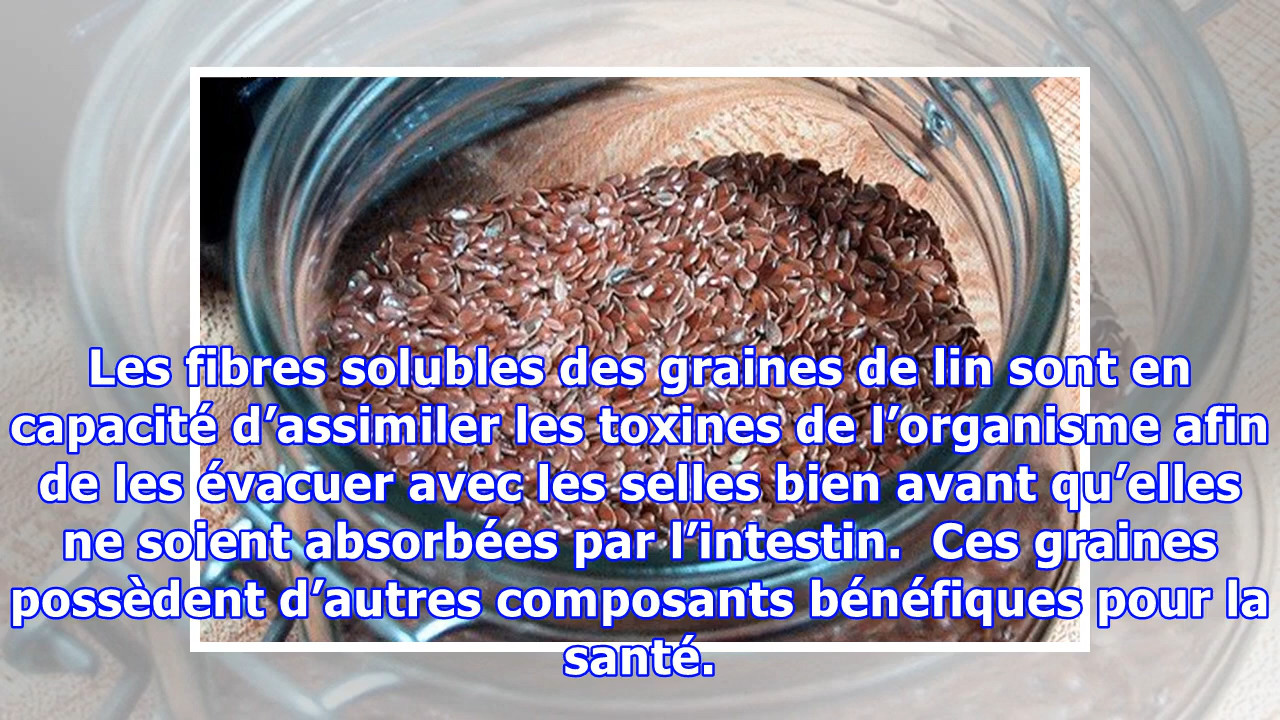 Les fibres solubles des graines de lin sont en
capacité d’assimiler les toxines de l’organisme afin
de les évacuer avec les selles bien avant qu’elles
ne soient absorbées par l’intestin.  Ces graines
possèdent d’autres composants bénéfiques pour la
santé.